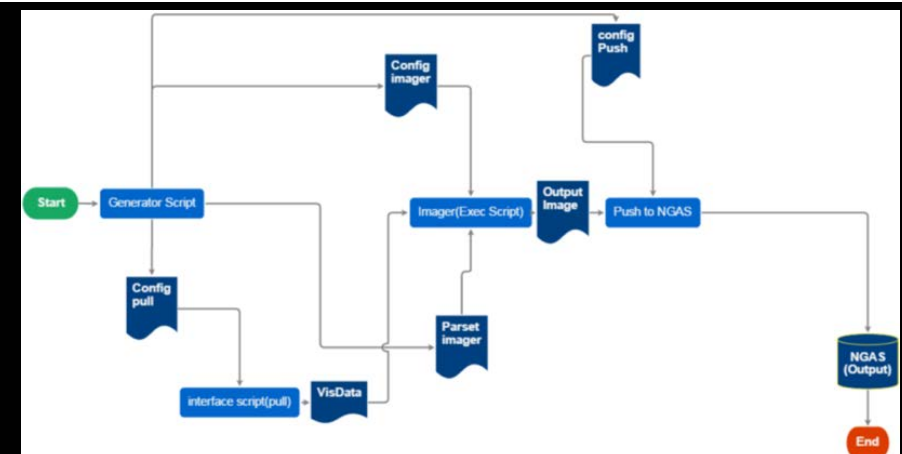 config
Push
Config
imager
Start
Generator Script
Imager(Exec Script)
Output
Image
Push to NGAS
Config
pull
Parset
imager
NGAS
(Output)
interface script(pull)
VisData
End